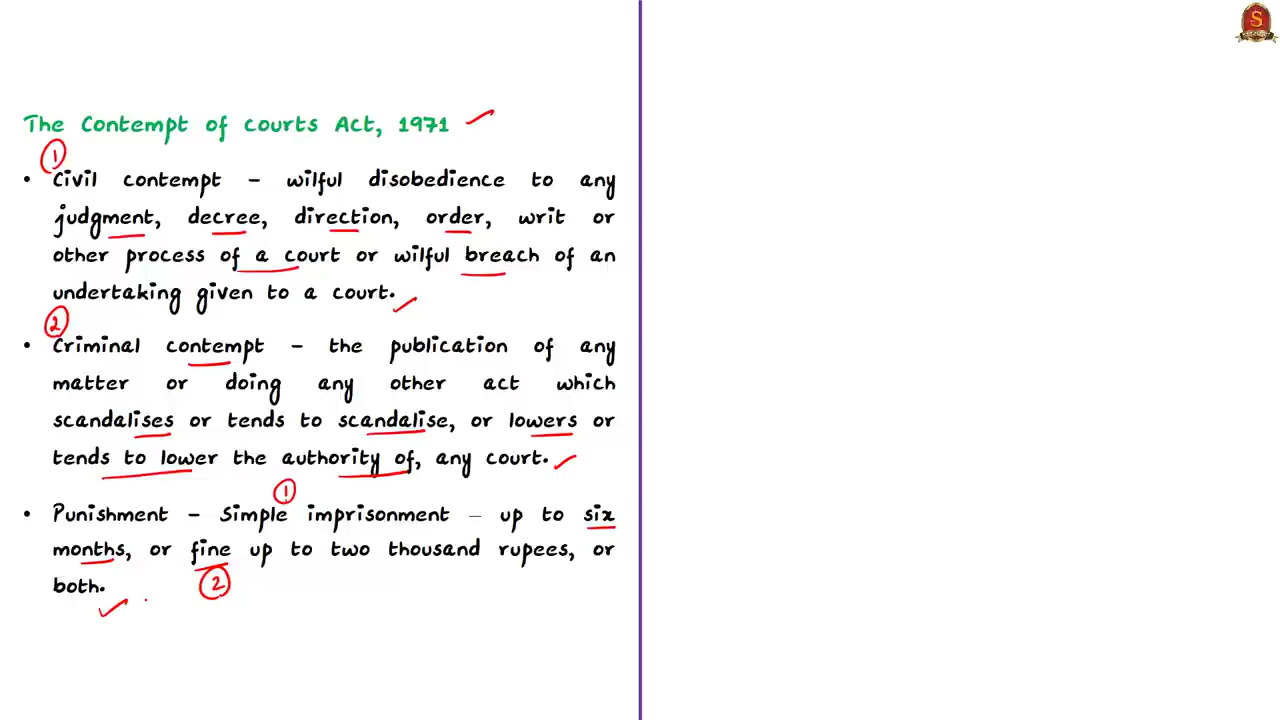 The Contempt of Courts Act, 1971
1
• Civil contempt – wilful disobedience to any
judgment, decree, direction, order, writ or
other process of a court or wilful breach of an
undertaking given to a court.
2
• Criminal contempt – the publication of any
matter or doing any other act which
scandalises or tends to scandalise, or lowers or
tends to lower the authority of, any court.
1
• Punishment – Simple imprisonment – up to six
months, or fine up to two thousand rupees, or
2
both.
S